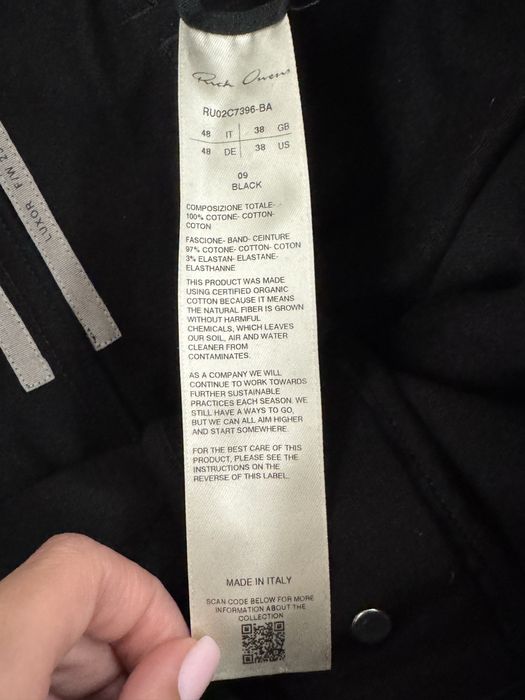 Rick Owens
RU02C7396-BA
48 IT 38 GB
48 DE 38 US
09
BLACK
COMPOSIZIONE TOTALE-
100% COTONE- COTTON-
COTON
FASCIONE- BAND- CEINTURE
97% COTONE- COTTON- COTON
3% ELASTAN- ELASTANE-
ELASTHANNE
THIS PRODUCT WAS MADE
USING CERTIFIED ORGANIC
COTTON BECAUSE IT MEANS
THE NATURAL FIBER IS GROWN
WITHOUT HARMFUL
CHEMICALS, WHICH LEAVES
OUR SOIL, AIR AND WATER
CLEANER FROM
CONTAMINATES.
AS A COMPANY WE WILL
CONTINUE TO WORK TOWARDS
FURTHER SUSTAINABLE
PRACTICES EACH SEASON. WE
STILL HAVE A WAYS TO GO,
BUT WE CAN ALL AIM HIGHER
AND START SOMEWHERE.
FOR THE BEST CARE OF THIS
PRODUCT, PLEASE SEE THE
INSTRUCTIONS ON THE
REVERSE OF THIS LABEL.
MADE IN ITALY
SCAN CODE BELOW FOR MORE
INFORMATION ABOUT THE
COLLECTION
LUXOR F/W